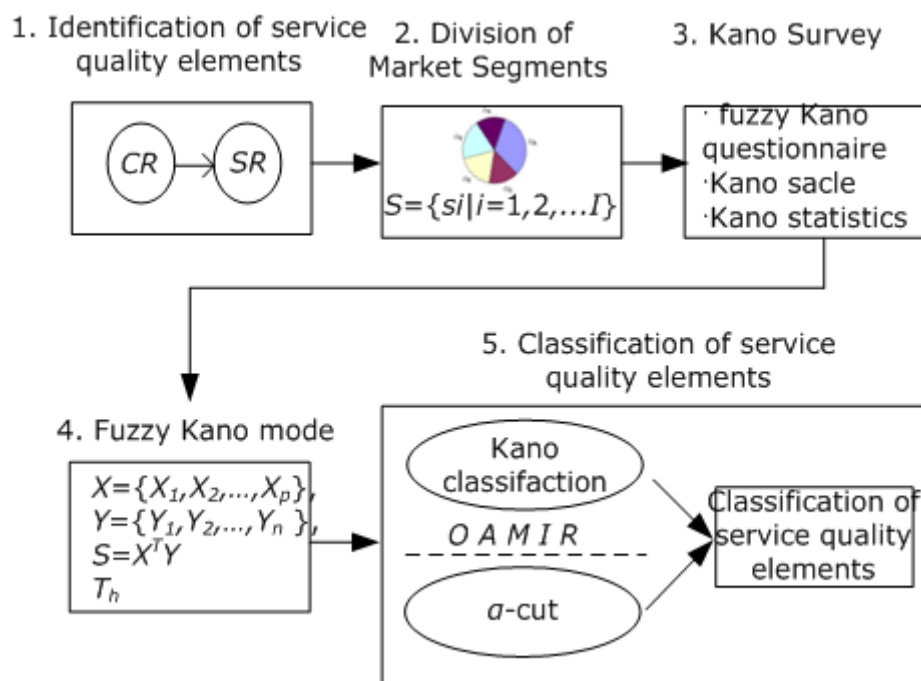 1. Identification of service
quality elements
CR
SR
2. Division of
Market Segments
S={si|i=1,2,...I}
3. Kano Survey
· fuzzy Kano
questionnaire
·Kano sacle
·Kano statistics
4. Fuzzy Kano mode
X={X₁,X₂,...,Xₚ},
Y={Y₁,Y₂,...,Yₙ },
S=XᵀY
Tₕ
5. Classification of service
quality elements
Kano
classifaction
O A M I R
α-cut
Classification of
service quality
elements